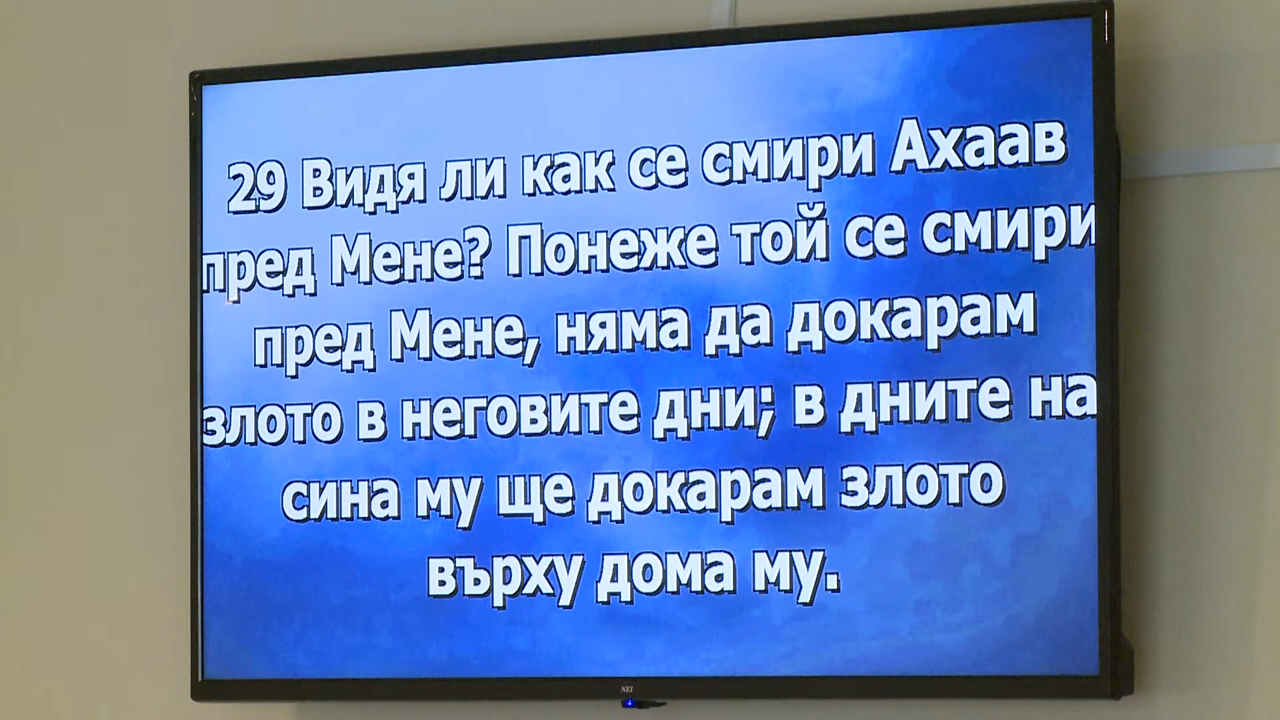 29 Видя ли как се смири Ахаав
пред Мене? Понеже той се смири
пред Мене, няма да докарам
злото в неговите дни; в дните на
сина му ще докарам злото
върху дома му.
NEI